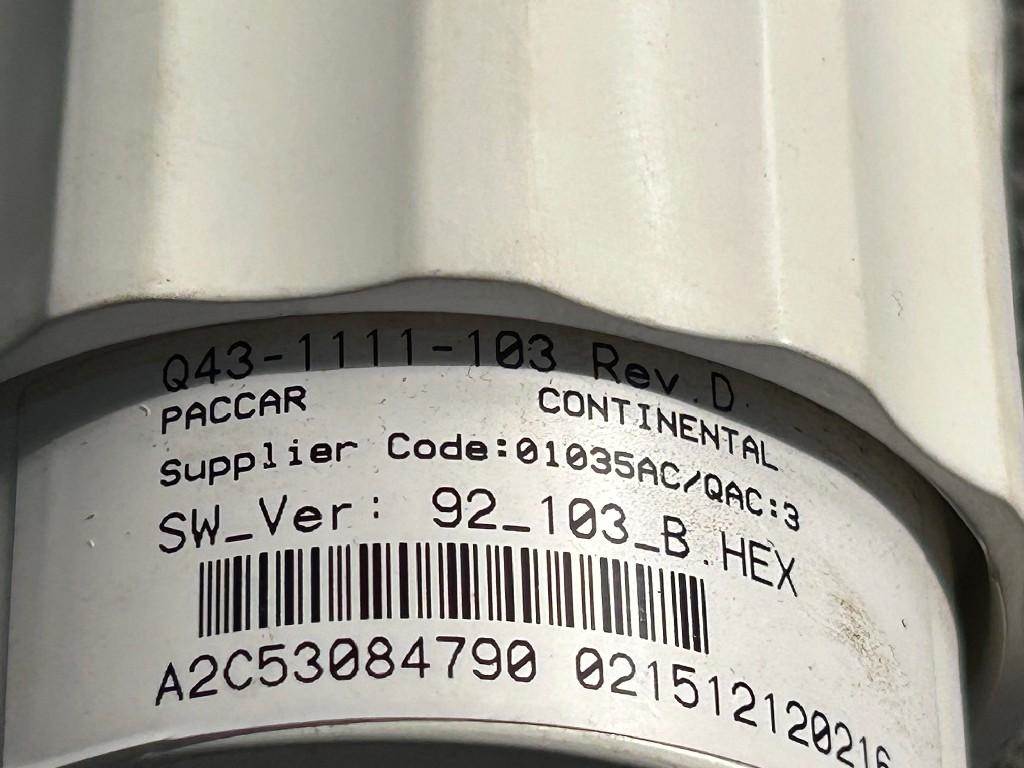 Q43-1111-103 Rev.D.
PACCAR CONTINENTAL
Supplier Code:01035AC/QAC:3
SW_Ver: 92_103_B.HEX
A2C53084790 021512120216